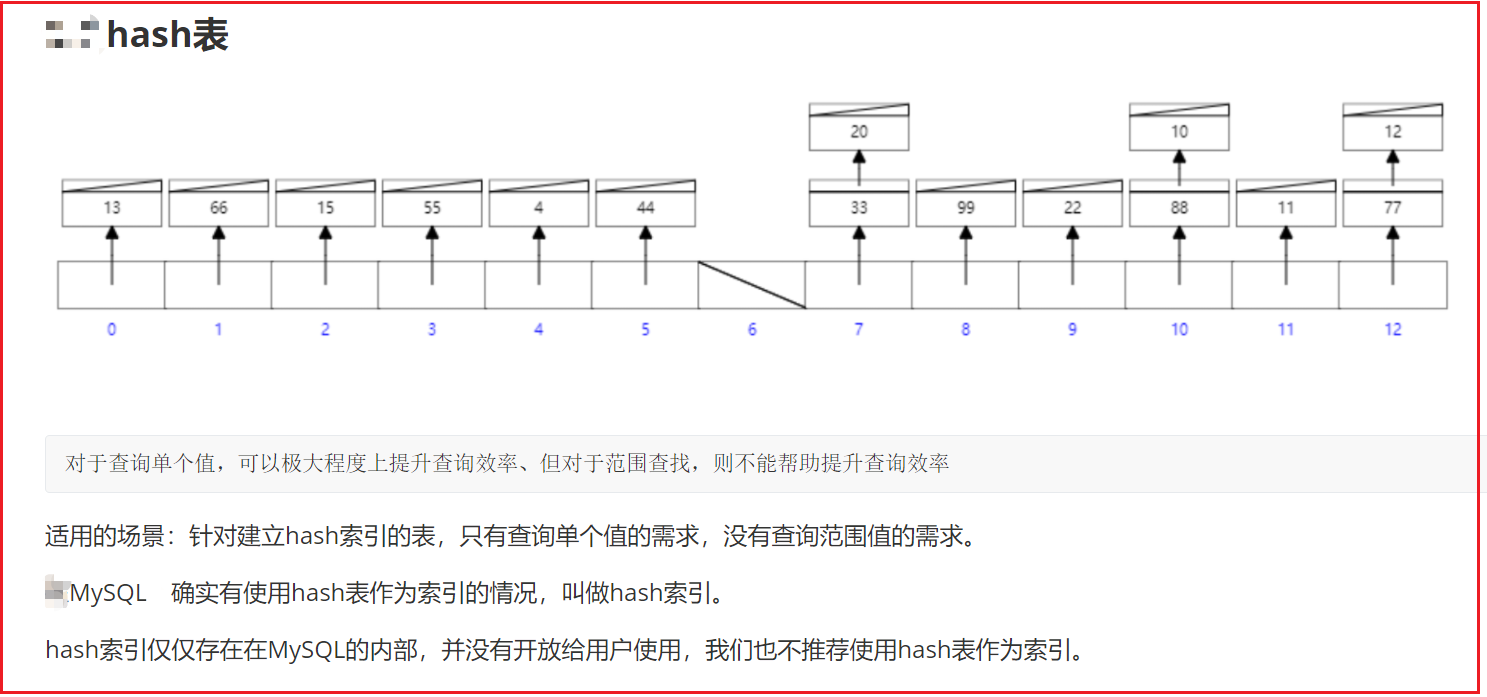 hash表
20 10 12
13 66 15 55 4 44 33 99 22 88 11 77
0 1 2 3 4 5 6 7 8 9 10 11 12
对于查询单个值，可以极大程度上提升查询效率、但对于范围查找，则不能帮助提升查询效率
适用的场景：针对建立hash索引的表，只有查询单个值的需求，没有查询范围值的需求。
MySQL 确实有使用hash表作为索引的情况，叫做hash索引。
hash索引仅仅存在在MySQL的内部，并没有开放给用户使用，我们也不推荐使用hash表作为索引。